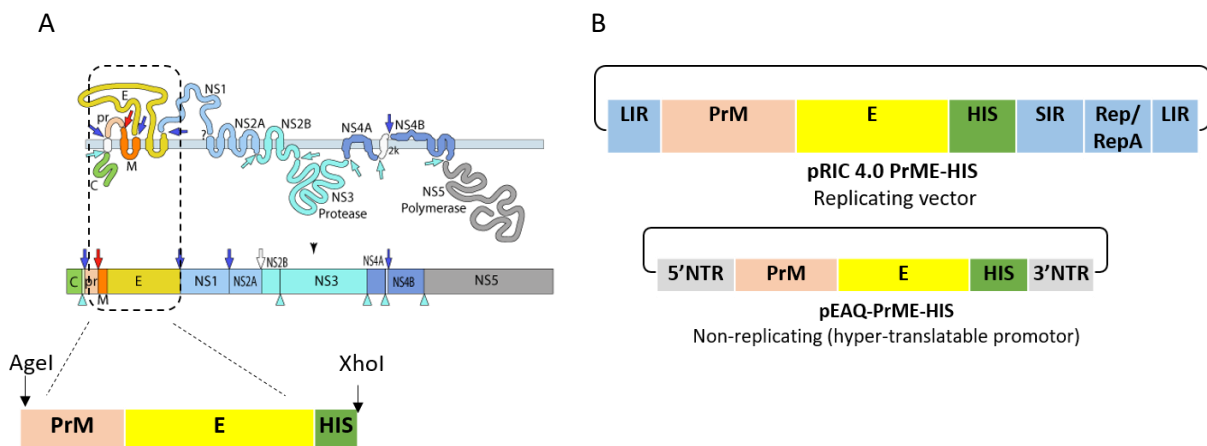 A
B
E
pr
M
C
NS1
?
NS2A
NS2B
NS3
Protease
NS4A
2k
NS4B
NS5
Polymerase
C
pr
M
E
NS1
NS2A
NS2B
NS3
NS4A
NS4B
NS5
AgeI
XhoI
PrM
E
HIS
LIR
PrM
E
HIS
SIR
Rep/
RepA
LIR
pRIC 4.0 PrME-HIS
Replicating vector
5'NTR
PrM
E
HIS
3'NTR
pEAQ-PrME-HIS
Non-replicating (hyper-translatable promotor)